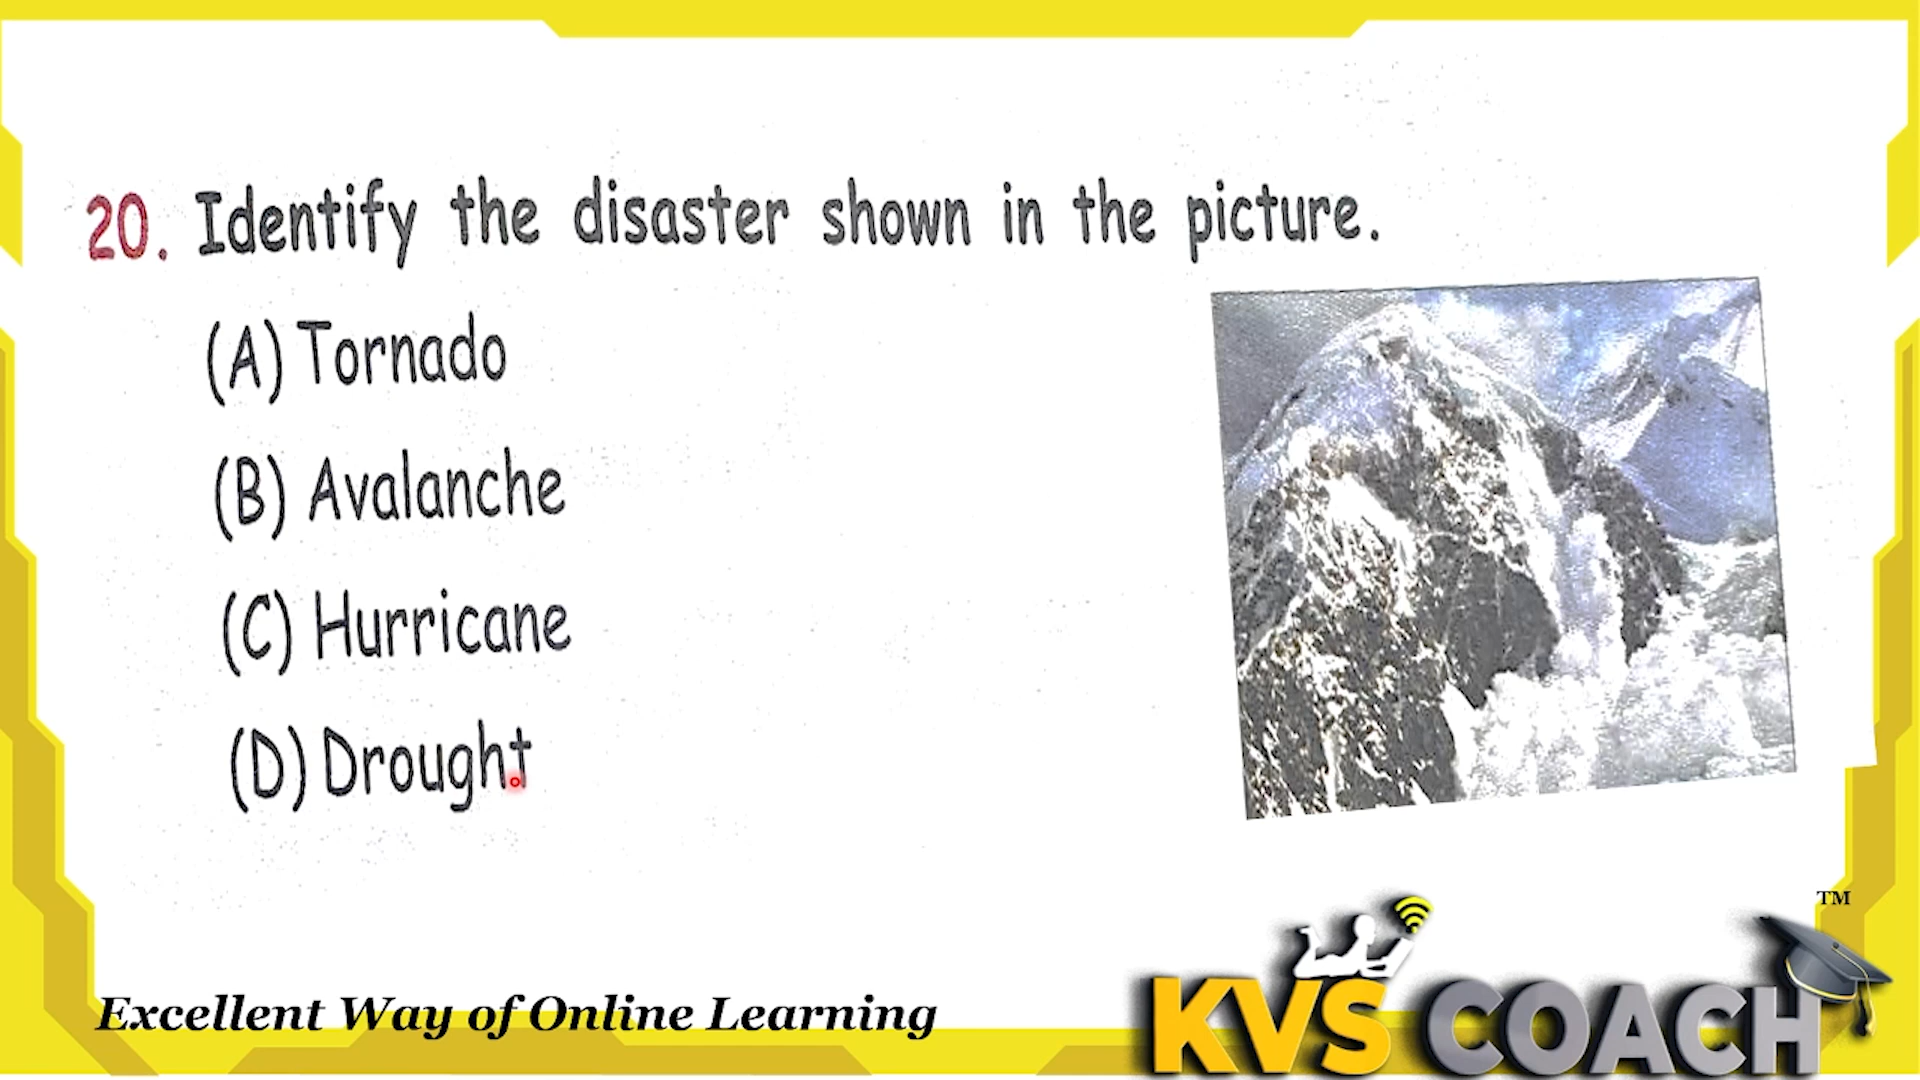 20. Identify the disaster shown in the picture.
(A) Tornado
(B) Avalanche
(C) Hurricane
(D) Drought
Excellent Way of Online Learning
KVS COACH TM